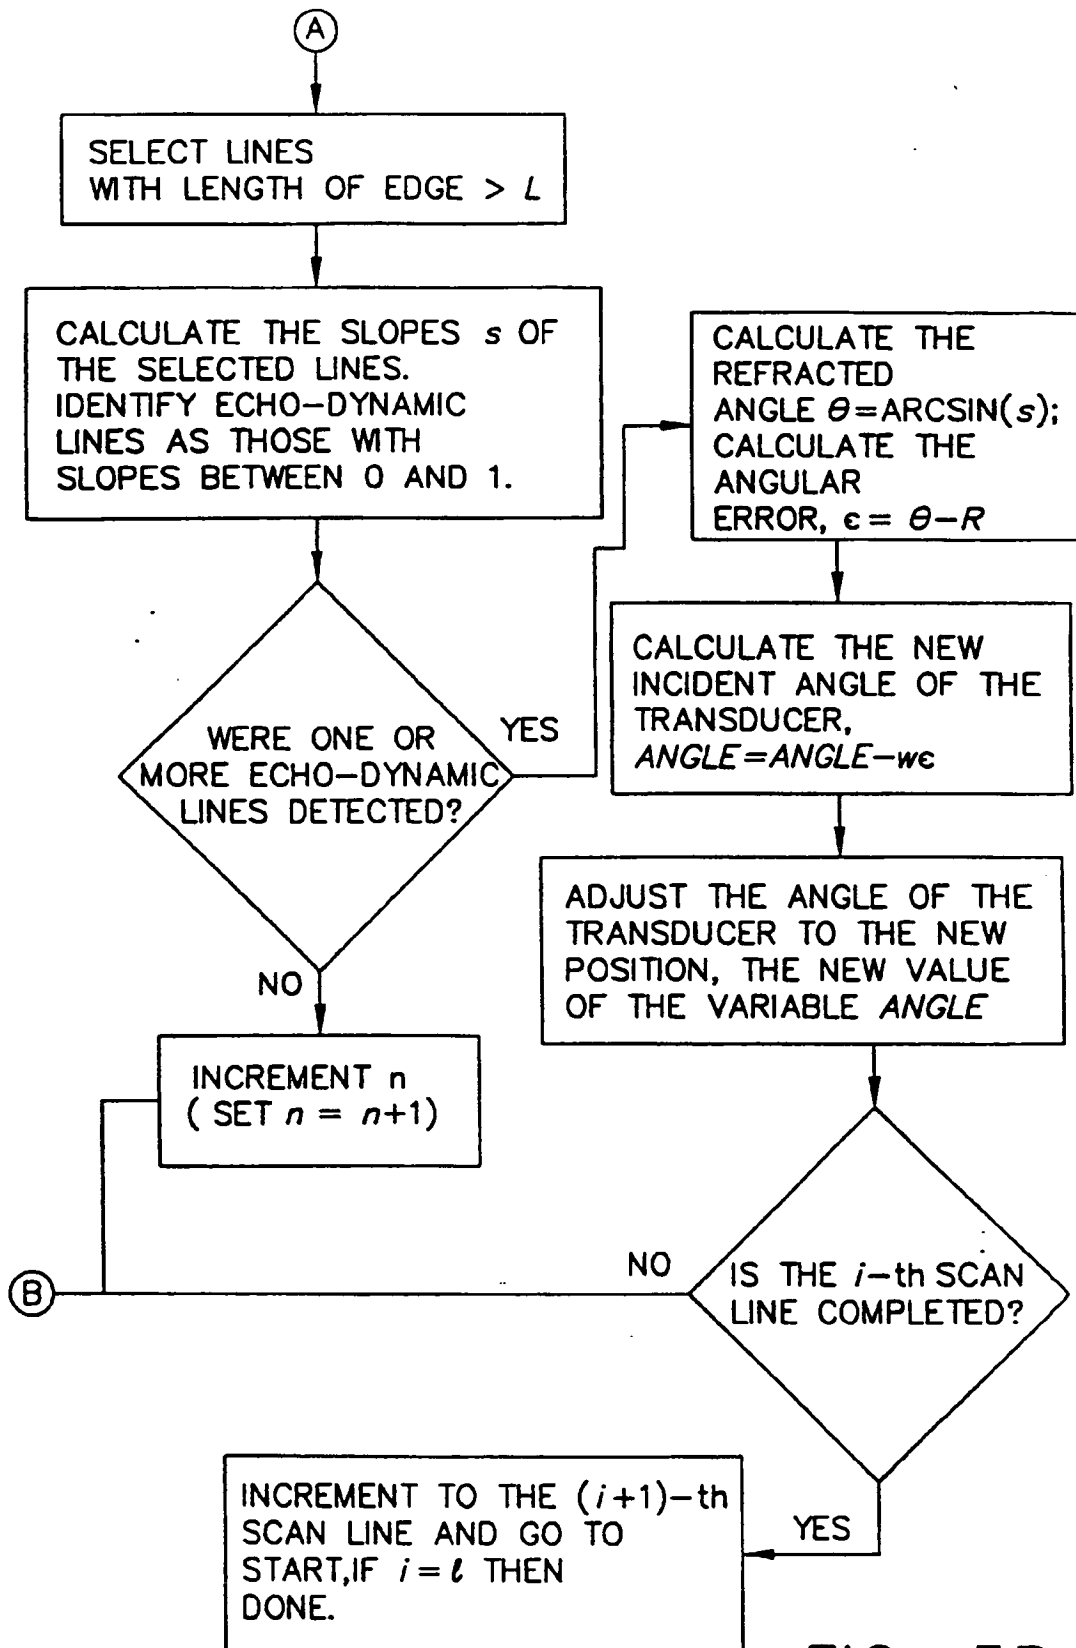 A
SELECT LINES
WITH LENGTH OF EDGE > L
CALCULATE THE SLOPES s OF
THE SELECTED LINES.
IDENTIFY ECHO-DYNAMIC
LINES AS THOSE WITH
SLOPES BETWEEN 0 AND 1.
WERE ONE OR
MORE ECHO-DYNAMIC
LINES DETECTED?
YES
NO
INCREMENT n
( SET n = n+1)
CALCULATE THE
REFRACTED
ANGLE θ=ARCSIN(s);
CALCULATE THE
ANGULAR
ERROR, ϵ= θ-R
CALCULATE THE NEW
INCIDENT ANGLE OF THE
TRANSDUCER,
ANGLE=ANGLE-wϵ
ADJUST THE ANGLE OF THE
TRANSDUCER TO THE NEW
POSITION, THE NEW VALUE
OF THE VARIABLE ANGLE
IS THE i-th SCAN
LINE COMPLETED?
NO
B
YES
INCREMENT TO THE (i+1)-th
SCAN LINE AND GO TO
START,IF i=ℓ THEN
DONE.